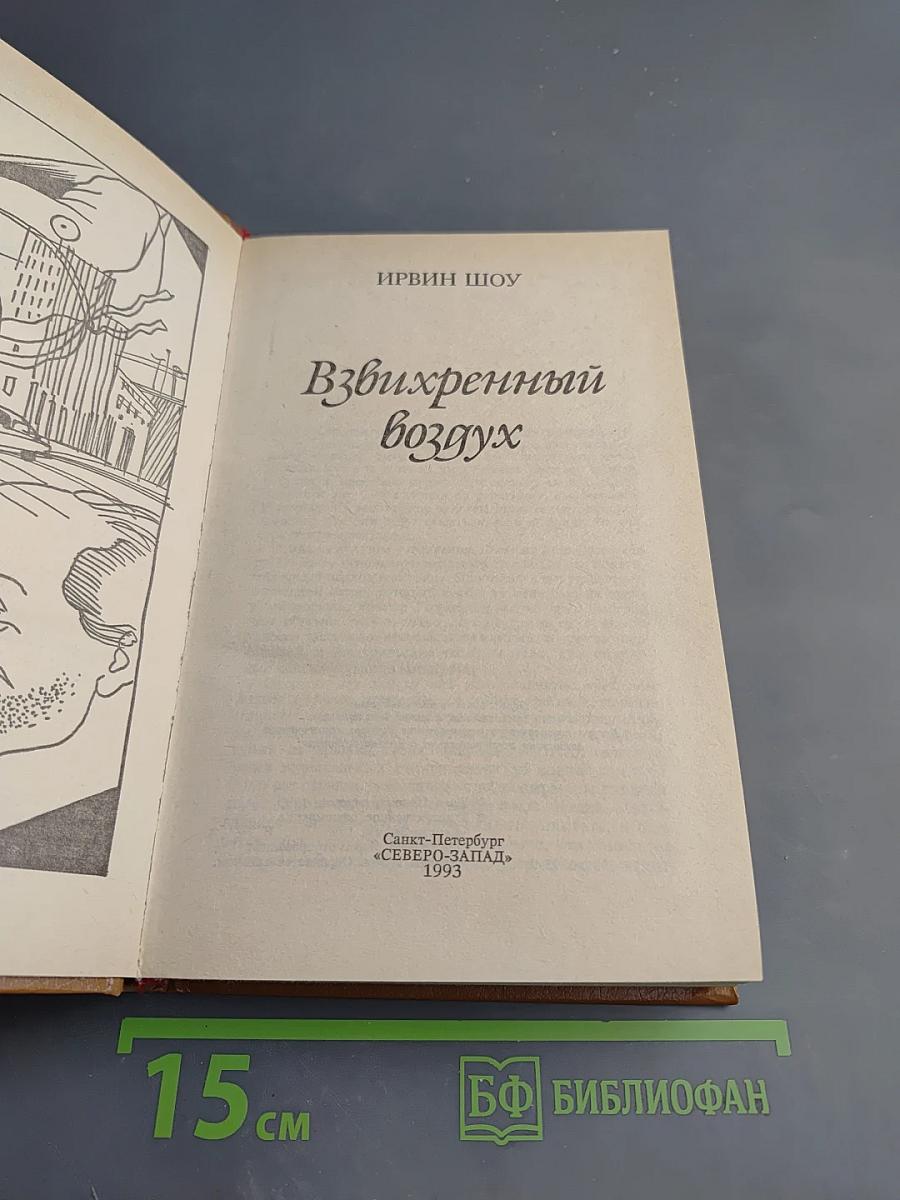 ИРВИН ШОУ
Взвихренный
воздух
Санкт-Петербург
«СЕВЕРО-ЗАПАД»
1993
15 см
БФ БИБЛИОФАН